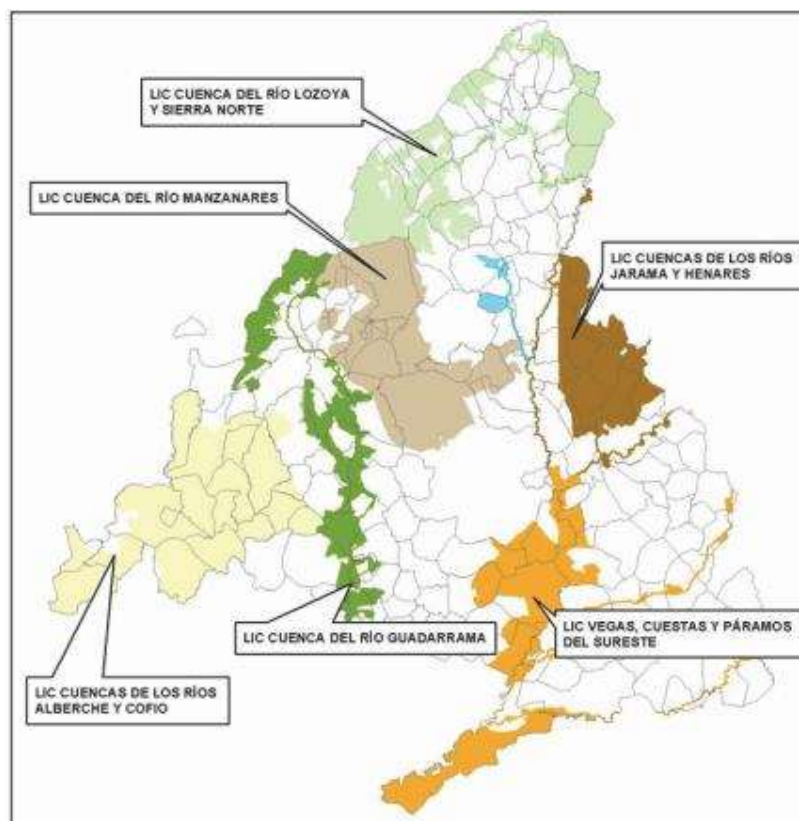 LIC CUENCA DEL RÍO LOZOYA
Y SIERRA NORTE
LIC CUENCA DEL RÍO MANZANARES
LIC CUENCAS DE LOS RÍOS
JARAMA Y HENARES
LIC CUENCA DEL RÍO GUADARRAMA
LIC VEGAS, CUESTAS Y PÁRAMOS
DEL SURESTE
LIC CUENCAS DE LOS RÍOS
ALBERCHE Y COFIO